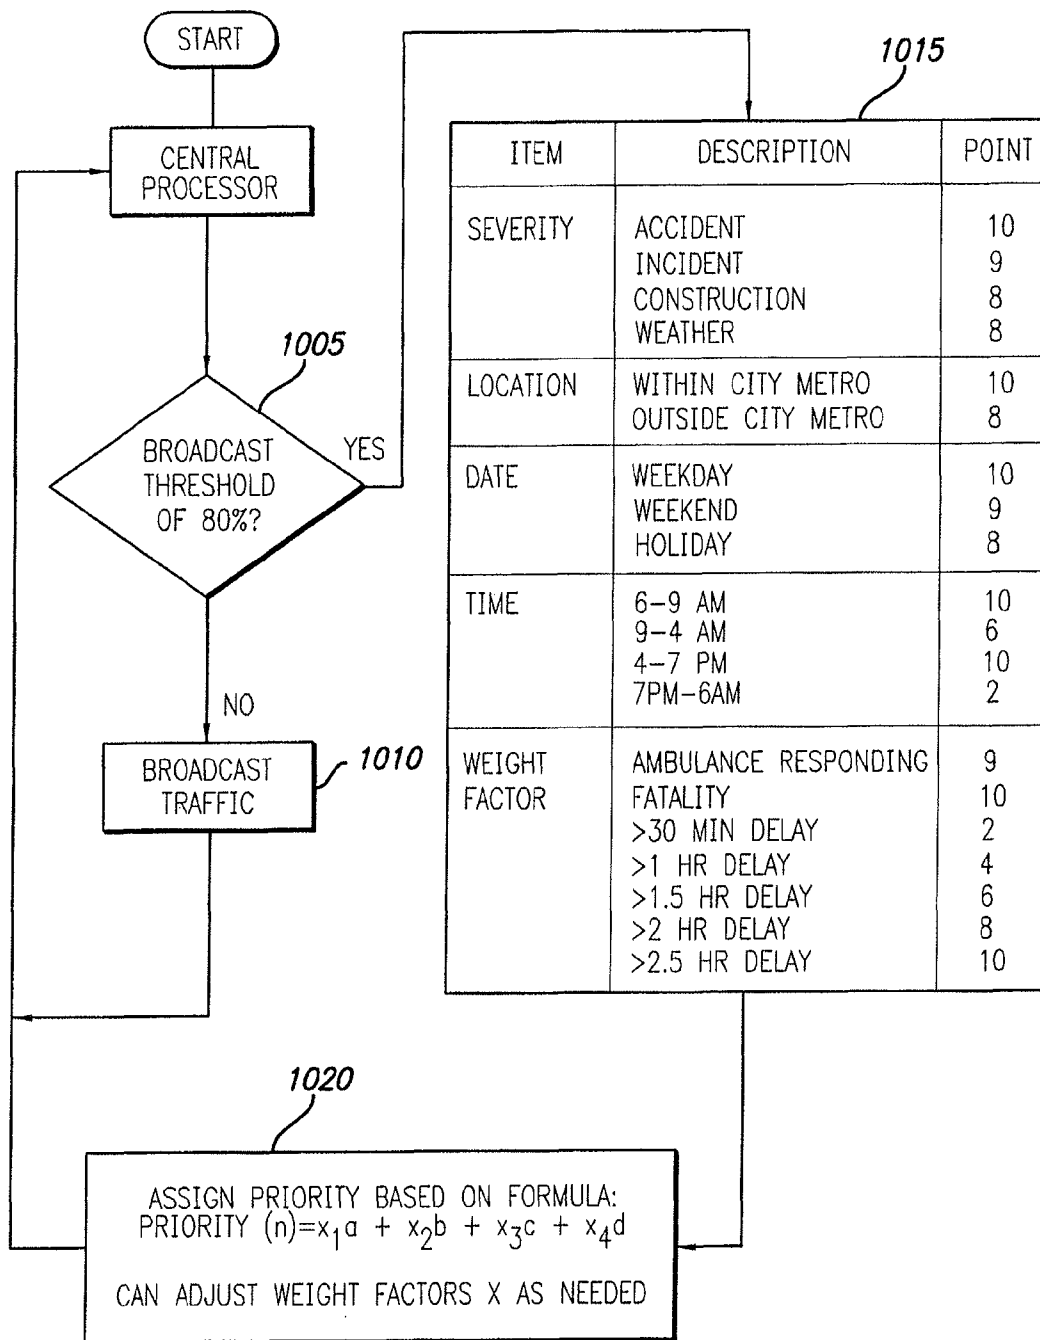 START
CENTRAL
PROCESSOR
1005
BROADCAST
THRESHOLD
OF 80%?
YES
NO
BROADCAST
TRAFFIC
1010
1015
ITEM DESCRIPTION POINT
SEVERITY ACCIDENT 10
INCIDENT 9
CONSTRUCTION 8
WEATHER 8
LOCATION WITHIN CITY METRO 10
OUTSIDE CITY METRO 8
DATE WEEKDAY 10
WEEKEND 9
HOLIDAY 8
TIME 6-9 AM 10
9-4 AM 6
4-7 PM 10
7PM-6AM 2
WEIGHT AMBULANCE RESPONDING 9
FACTOR FATALITY 10
>30 MIN DELAY 2
>1 HR DELAY 4
>1.5 HR DELAY 6
>2 HR DELAY 8
>2.5 HR DELAY 10
1020
ASSIGN PRIORITY BASED ON FORMULA:
PRIORITY (n)=x₁a + x₂b + x₃c + x₄d
CAN ADJUST WEIGHT FACTORS X AS NEEDED